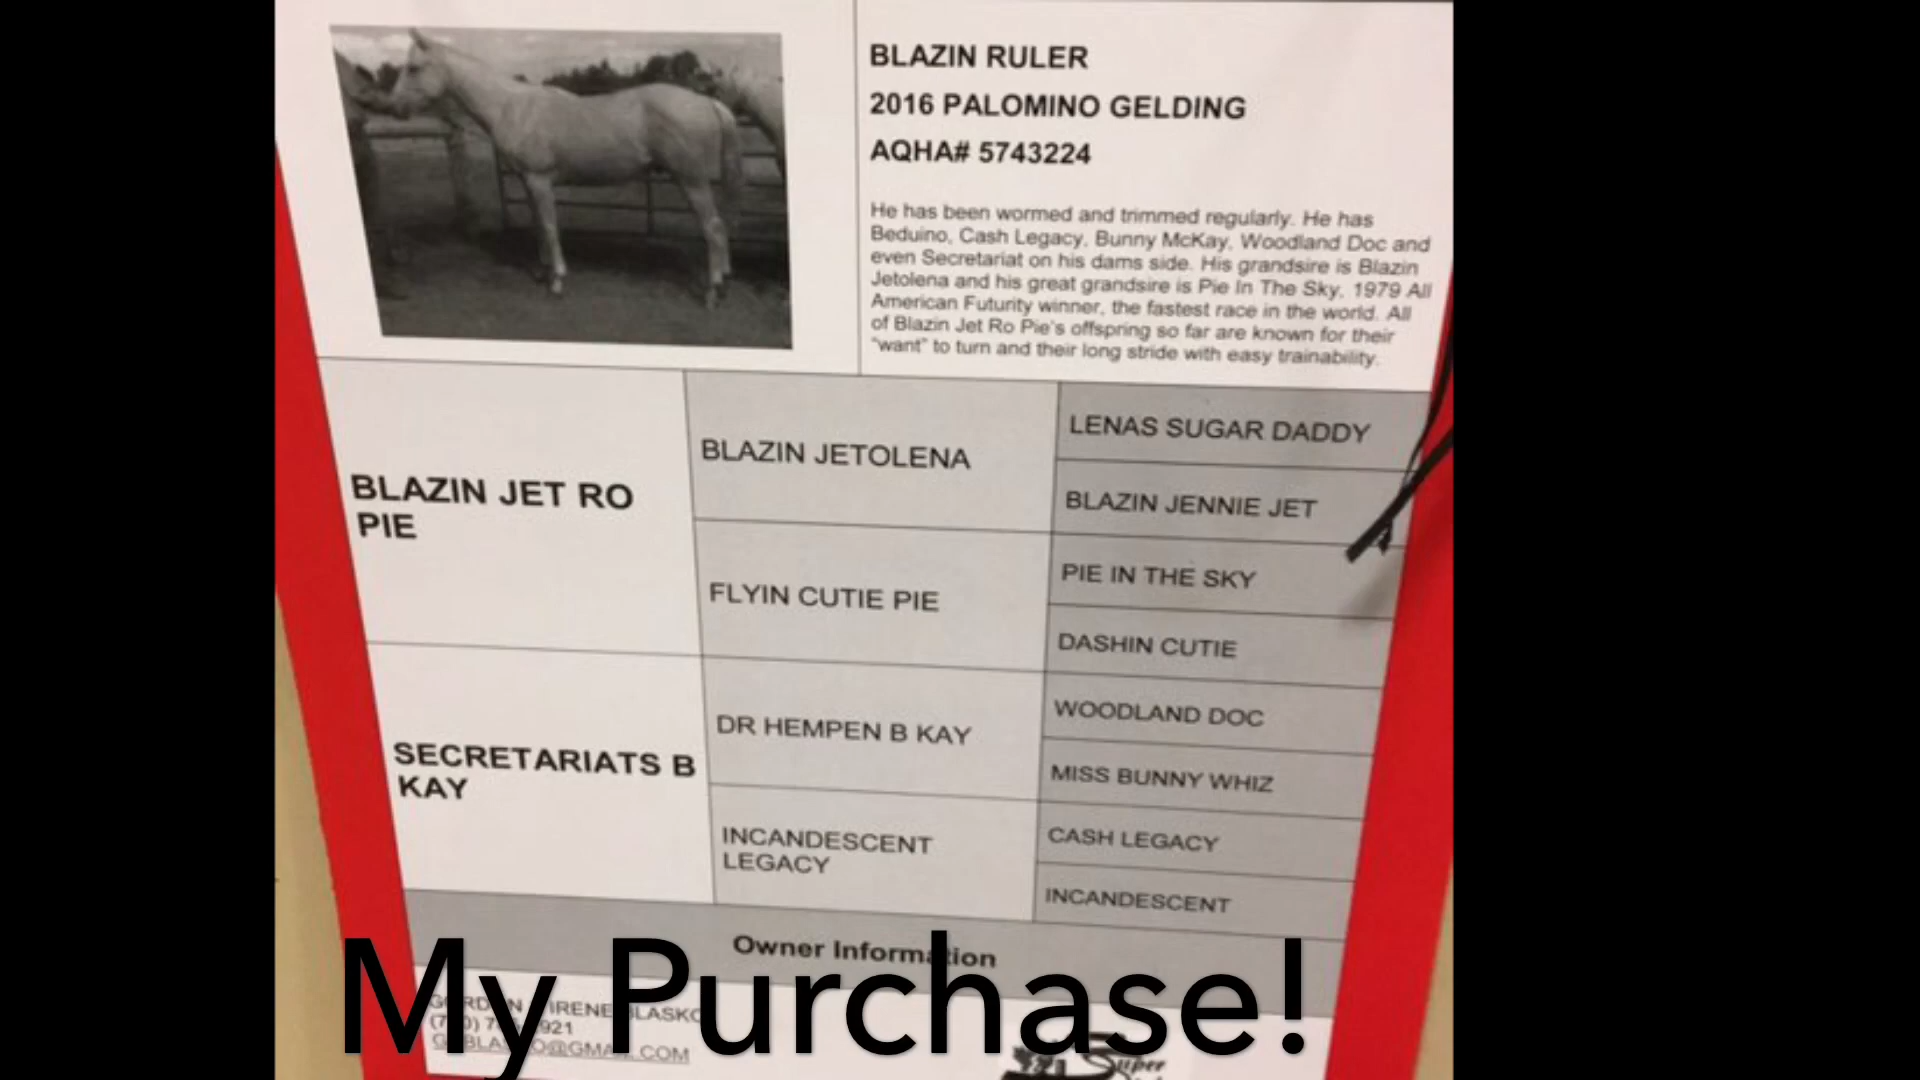 BLAZIN RULER
2016 PALOMINO GELDING
AQHA# 5743224
He has been wormed and trimmed regularly. He has
Beduino, Cash Legacy, Bunny McKay, Woodland Doc and
even Secretariat on his dams side. His grandsire is Blazin
Jetolena and his great grandsire is Pie In The Sky, 1979 All
American Futurity winner, the fastest race in the world. All
of Blazin Jet Ro Pie's offspring so far are known for their
"want" to turn and their long stride with easy trainability.
BLAZIN JET RO
PIE
BLAZIN JETOLENA
LENAS SUGAR DADDY
BLAZIN JENNIE JET
FLYIN CUTIE PIE
PIE IN THE SKY
DASHIN CUTIE
SECRETARIATS B
KAY
DR HEMPEN B KAY
WOODLAND DOC
MISS BUNNY WHIZ
INCANDESCENT
LEGACY
CASH LEGACY
INCANDESCENT
Owner Information
IRENE BLASKO
My Purchase!
Super